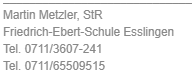 Martin Metzler, StR
Friedrich-Ebert-Schule Esslingen
Tel. 0711/3607-241
Tel. 0711/65509515